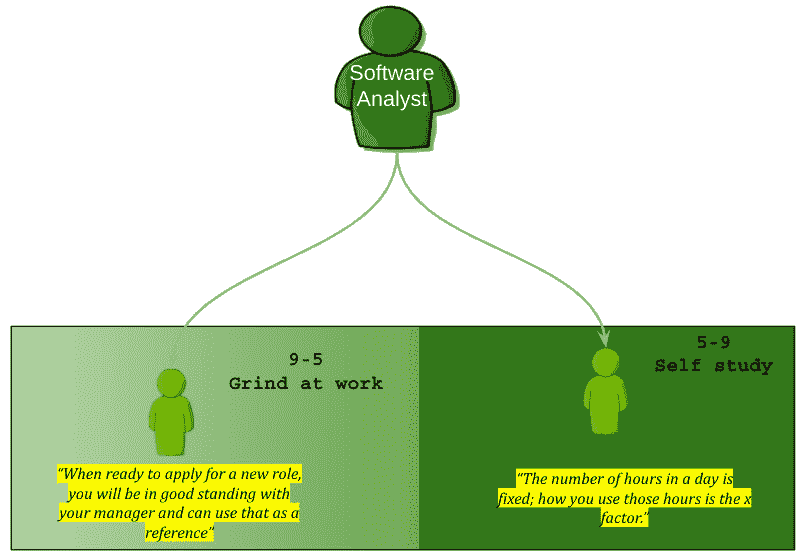 Software
Analyst
9-5
Grind at work
“When ready to apply for a new role,
you will be in good standing with
your manager and can use that as a
reference”
5-9
Self study
“The number of hours in a day is
fixed; how you use those hours is the x
factor.”